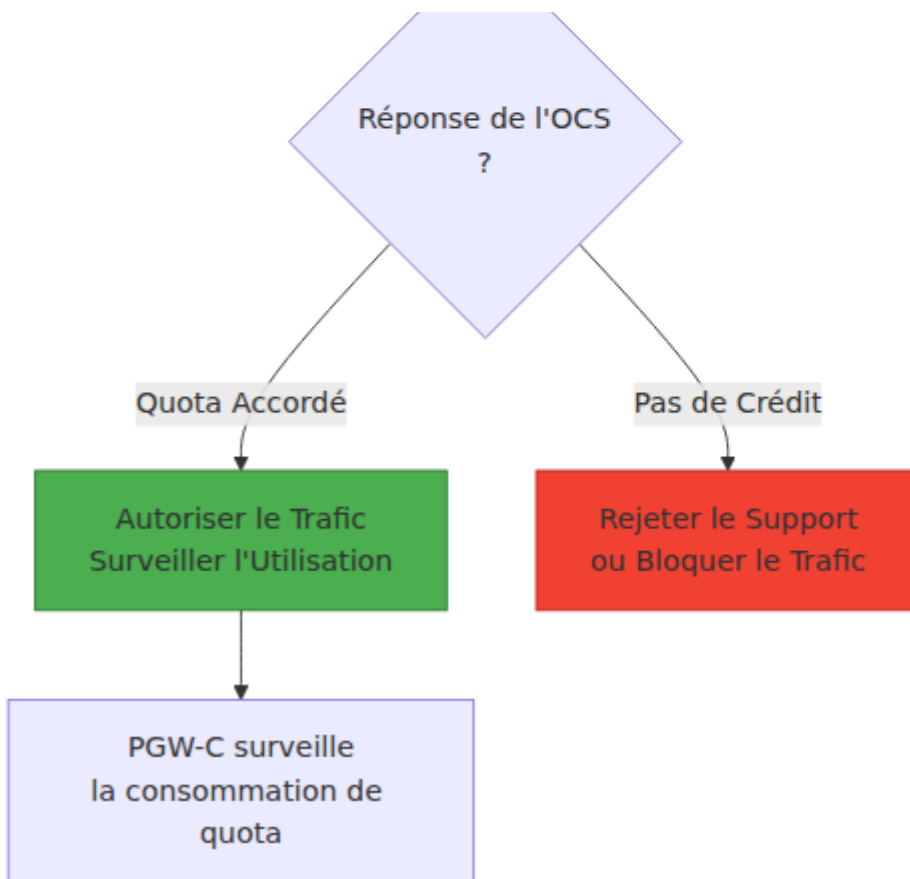 Réponse de l'OCS
?
Quota Accordé
Pas de Crédit
Autoriser le Trafic
Surveiller l'Utilisation
Rejeter le Support
ou Bloquer le Trafic
PGW-C surveille
la consommation de
quota